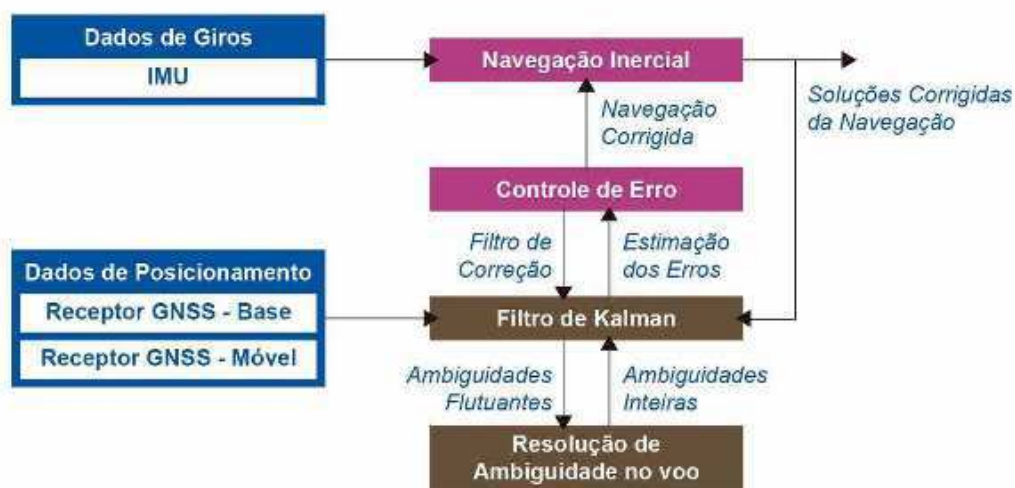 Dados de Giros
IMU
Navegação Inercial
Soluções Corrigidas
da Navegação
Navegação
Corrigida
Controle de Erro
Filtro de
Correção
Estimação
dos Erros
Dados de Posicionamento
Receptor GNSS - Base
Receptor GNSS - Móvel
Filtro de Kalman
Ambiguidades
Flutuantes
Ambiguidades
Inteiras
Resolução de
Ambiguidade no voo